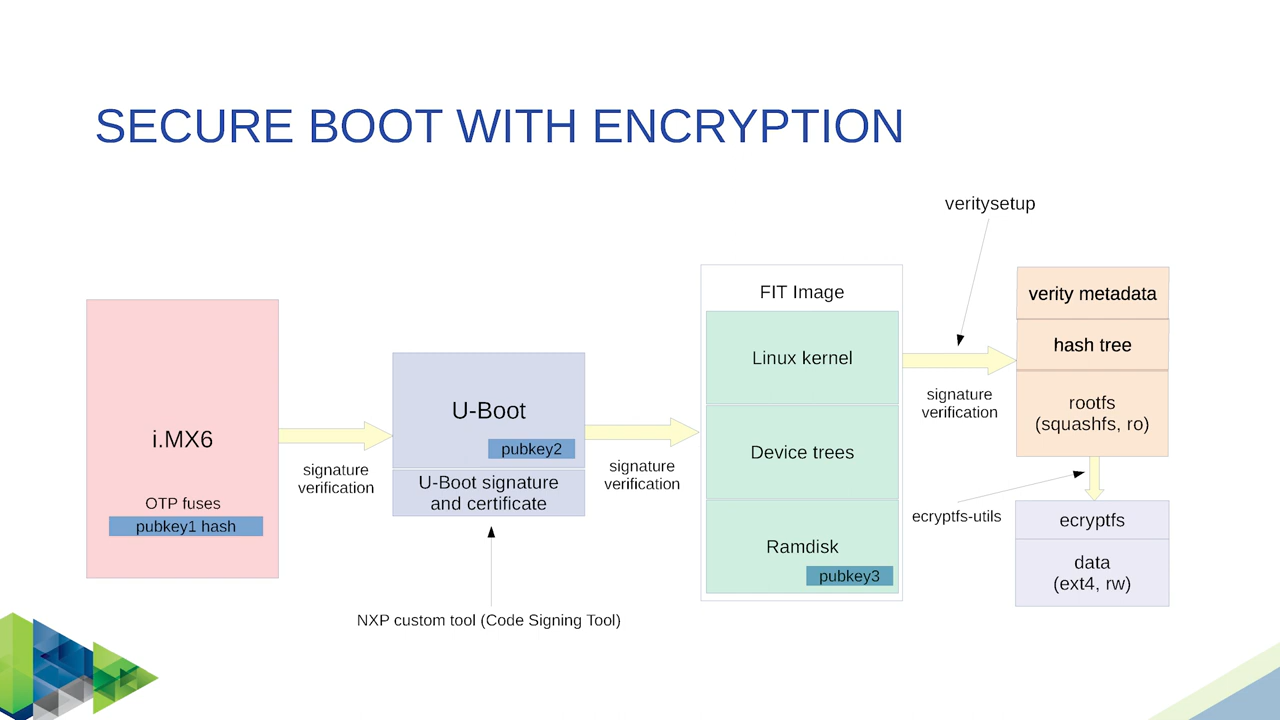 SECURE BOOT WITH ENCRYPTION
veritysetup
i.MX6
OTP fuses
pubkey1 hash
signature
verification
U-Boot
pubkey2
U-Boot signature
and certificate
NXP custom tool (Code Signing Tool)
signature
verification
FIT Image
Linux kernel
Device trees
Ramdisk
pubkey3
signature
verification
verity metadata
hash tree
rootfs
(squashfs, ro)
ecryptfs-utils
ecryptfs
data
(ext4, rw)